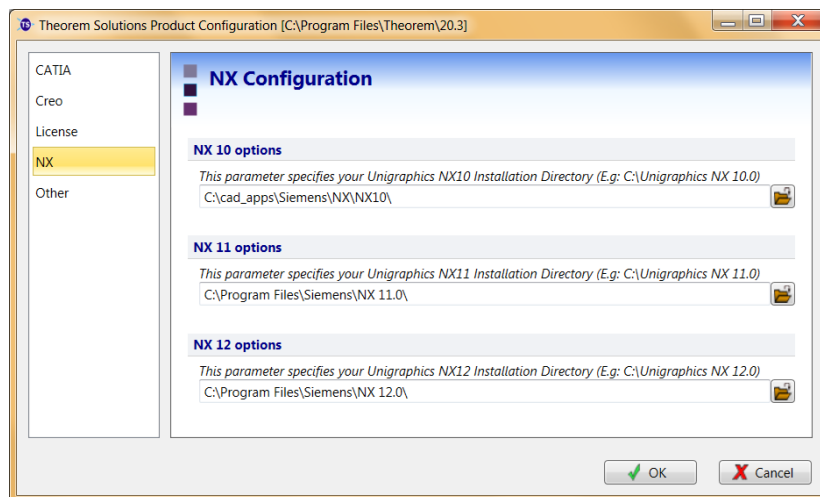 Theorem Solutions Product Configuration [C:\Program Files\Theorem\20.3]
CATIA
Creo
License
NX
Other
NX Configuration
NX 10 options
This parameter specifies your Unigraphics NX10 Installation Directory (E.g: C:\Unigraphics NX 10.0)
C:\cad_apps\Siemens\NX\NX10\
NX 11 options
This parameter specifies your Unigraphics NX11 Installation Directory (E.g: C:\Unigraphics NX 11.0)
C:\Program Files\Siemens\NX 11.0\
NX 12 options
This parameter specifies your Unigraphics NX12 Installation Directory (E.g: C:\Unigraphics NX 12.0)
C:\Program Files\Siemens\NX 12.0\
OK
Cancel